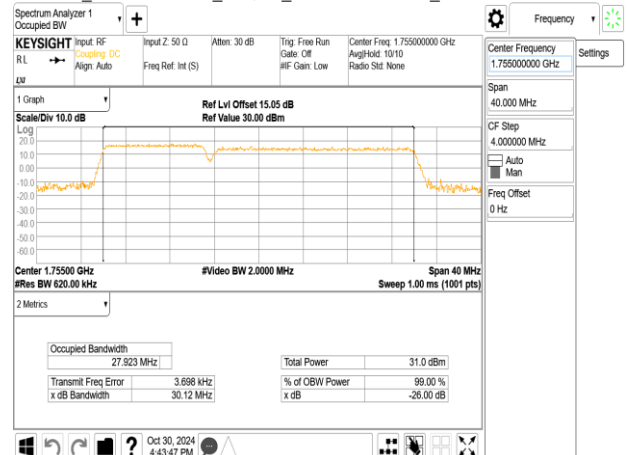 Spectrum Analyzer 1
Occupied BW
+
Frequency
KEYSIGHT
R L
Input: RF
Coupling: DC
Align: Auto
Input Z: 50 Ω
Freq Ref: Int (S)
Atten: 30 dB
Trig: Free Run
Gate: Off
#IF Gain: Low
Center Freq: 1.755000000 GHz
Avg|Hold: 10/10
Radio Std: None
Center Frequency
1.755000000 GHz
Settings
Span
40.000 MHz
CF Step
4.000000 MHz
Auto
Man
Freq Offset
0 Hz
1 Graph
Scale/Div 10.0 dB
Ref Lvl Offset 15.05 dB
Ref Value 30.00 dBm
Log
20.0
10.0
0.00
-10.0
-20.0
-30.0
-40.0
-50.0
-60.0
Center 1.75500 GHz
#Res BW 620.00 kHz
#Video BW 2.0000 MHz
Span 40 MHz
Sweep 1.00 ms (1001 pts)
2 Metrics
Occupied Bandwidth
27.923 MHz
Transmit Freq Error 3.698 kHz
x dB Bandwidth 30.12 MHz
Total Power 31.0 dBm
% of OBW Power 99.00 %
x dB -26.00 dB
?
Oct 30, 2024
4:43:47 PM